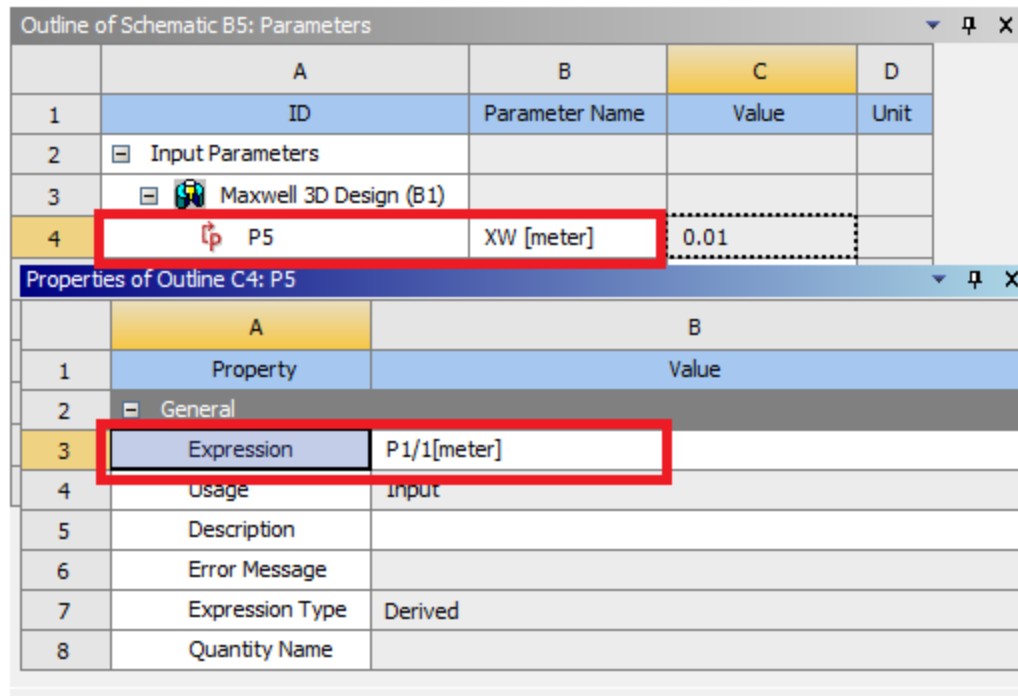 Outline of Schematic B5: Parameters
A B C D
1 ID Parameter Name Value Unit
2 Input Parameters
3 Maxwell 3D Design (B1)
4 P5 XW [meter] 0.01
Properties of Outline C4: P5
A B
1 Property Value
2 General
3 Expression P1/1[meter]
4 Usage Input
5 Description
6 Error Message
7 Expression Type Derived
8 Quantity Name